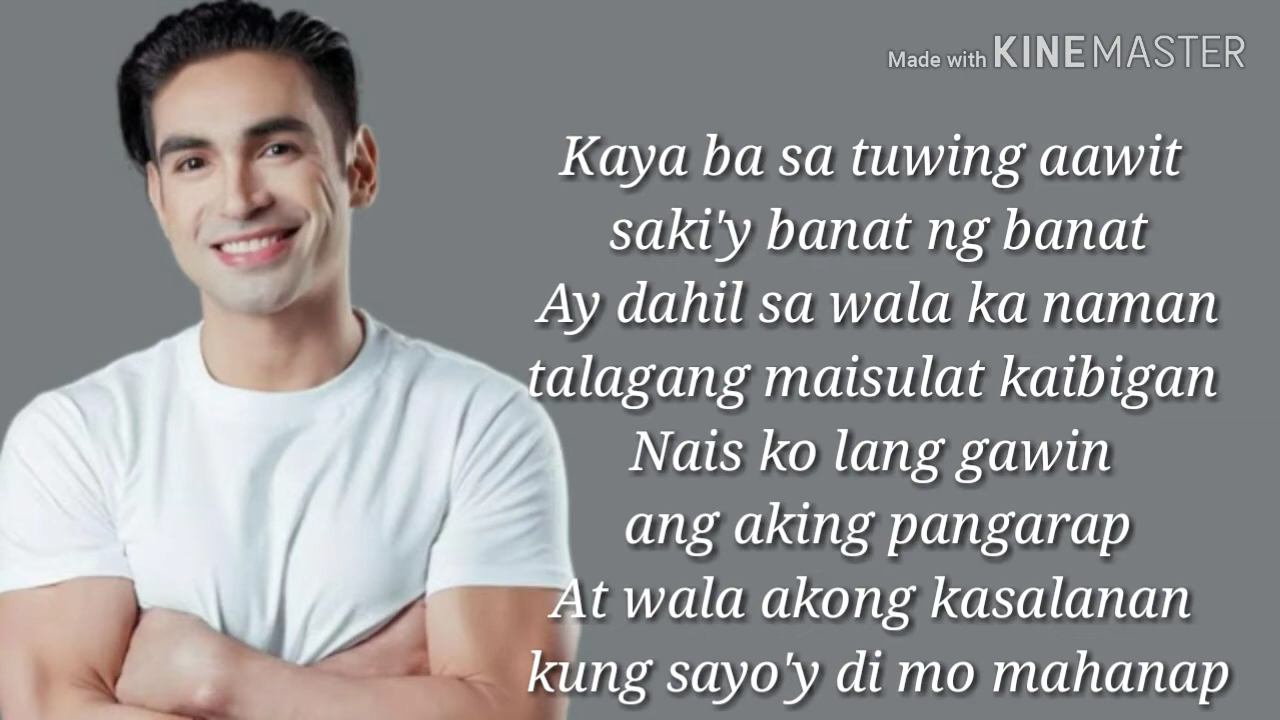 Made with KINEMASTER
Kaya ba sa tuwing aawit
saki'y banat ng banat
Ay dahil sa wala ka naman
talagang maisulat kaibigan
Nais ko lang gawin
ang aking pangarap
At wala akong kasalanan
kung sayo'y di mo mahanap